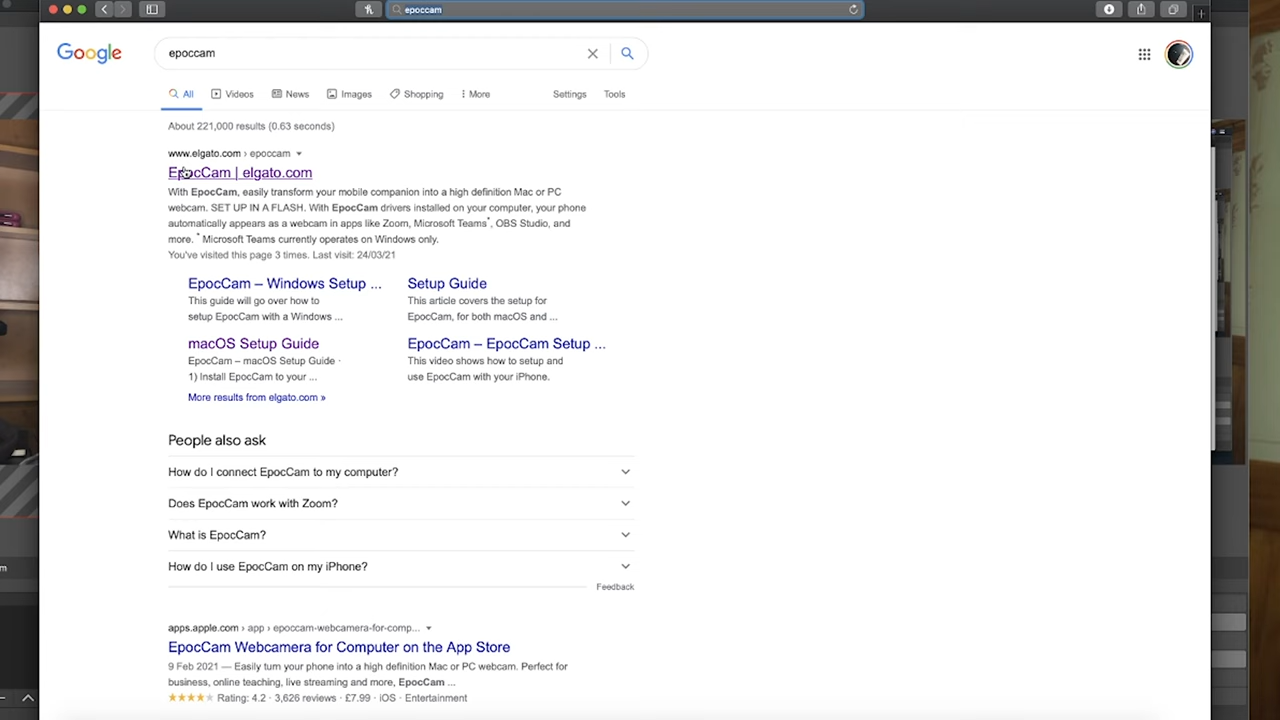 epoccam
Google
epoccam
All Videos News Images Shopping More Settings Tools
About 221,000 results (0.63 seconds)
www.elgato.com › epoccam
EpocCam | elgato.com
With EpocCam, easily transform your mobile companion into a high definition Mac or PC
webcam. SET UP IN A FLASH. With EpocCam drivers installed on your computer, your phone
automatically appears as a webcam in apps like Zoom, Microsoft Teams*, OBS Studio, and
more. * Microsoft Teams currently operates on Windows only.
You've visited this page 3 times. Last visit: 24/03/21
EpocCam – Windows Setup ...
This guide will go over how to
setup EpocCam with a Windows ...
Setup Guide
This article covers the setup for
EpocCam, for both macOS and ...
macOS Setup Guide
EpocCam – macOS Setup Guide ·
1) Install EpocCam to your ...
EpocCam – EpocCam Setup ...
This video shows how to setup and
use EpocCam with your iPhone.
More results from elgato.com »
People also ask
How do I connect EpocCam to my computer?
Does EpocCam work with Zoom?
What is EpocCam?
How do I use EpocCam on my iPhone?
Feedback
apps.apple.com › app › epoccam-webcamera-for-comp...
EpocCam Webcamera for Computer on the App Store
9 Feb 2021 — Easily turn your phone into a high definition Mac or PC webcam. Perfect for
business, online teaching, live streaming and more, EpocCam ...
Rating: 4.2 · 3,626 reviews · £7.99 · iOS · Entertainment